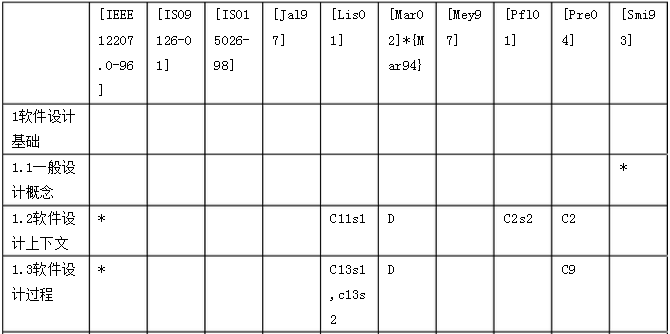 [IEEE12207.0-96] [ISO9126-01] [ISO15026-98] [Jal97] [Lis01] [Mar02]*{Mar94} [Mey97] [Pfl01] [Pre04] [Smi93]
1软件设计基础
1.1一般设计概念 *
1.2软件设计上下文 * C11s1 D C2s2 C2
1.3软件设计过程 * C13s1,c13s2 D C9